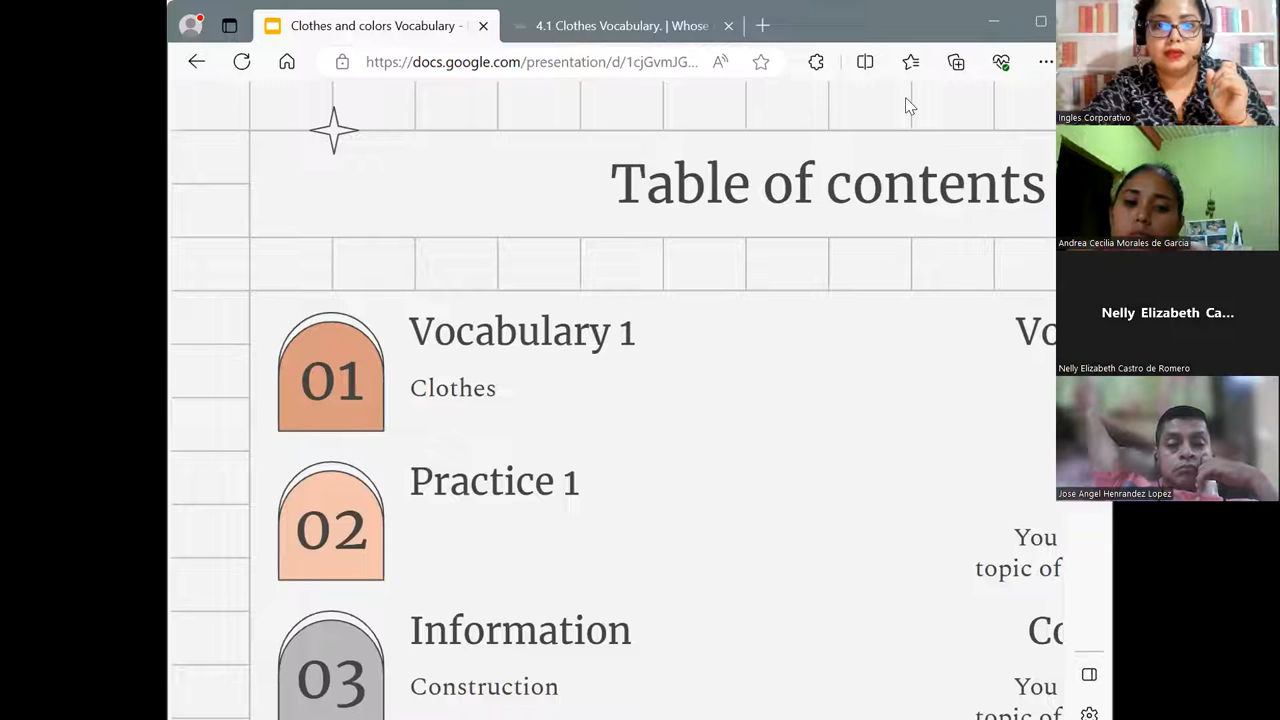 Clothes and colors Vocabulary -
4.1 Clothes Vocabulary. | Whose
https://docs.google.com/presentation/d/1cjGvmJG...
Table of contents
01
Vocabulary 1
Clothes
Vo
02
Practice 1
You
topic of
03
Information
Construction
Co
You
topic of
Ingles Corporativo
Andrea Cecilia Morales de Garcia
Nelly Elizabeth Ca...
Nelly Elizabeth Castro de Romero
Jose Angel Henrandez Lopez